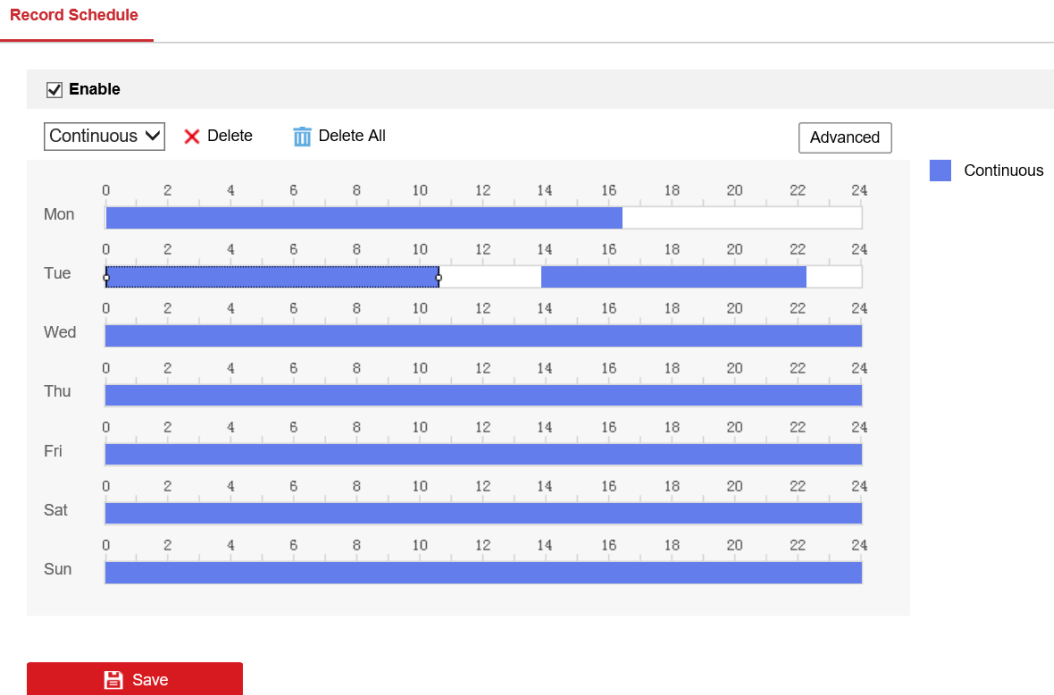 Record Schedule
Enable
Continuous Delete Delete All Advanced
Continuous
0 2 4 6 8 10 12 14 16 18 20 22 24
Mon
0 2 4 6 8 10 12 14 16 18 20 22 24
Tue
0 2 4 6 8 10 12 14 16 18 20 22 24
Wed
0 2 4 6 8 10 12 14 16 18 20 22 24
Thu
0 2 4 6 8 10 12 14 16 18 20 22 24
Fri
0 2 4 6 8 10 12 14 16 18 20 22 24
Sat
0 2 4 6 8 10 12 14 16 18 20 22 24
Sun
Save